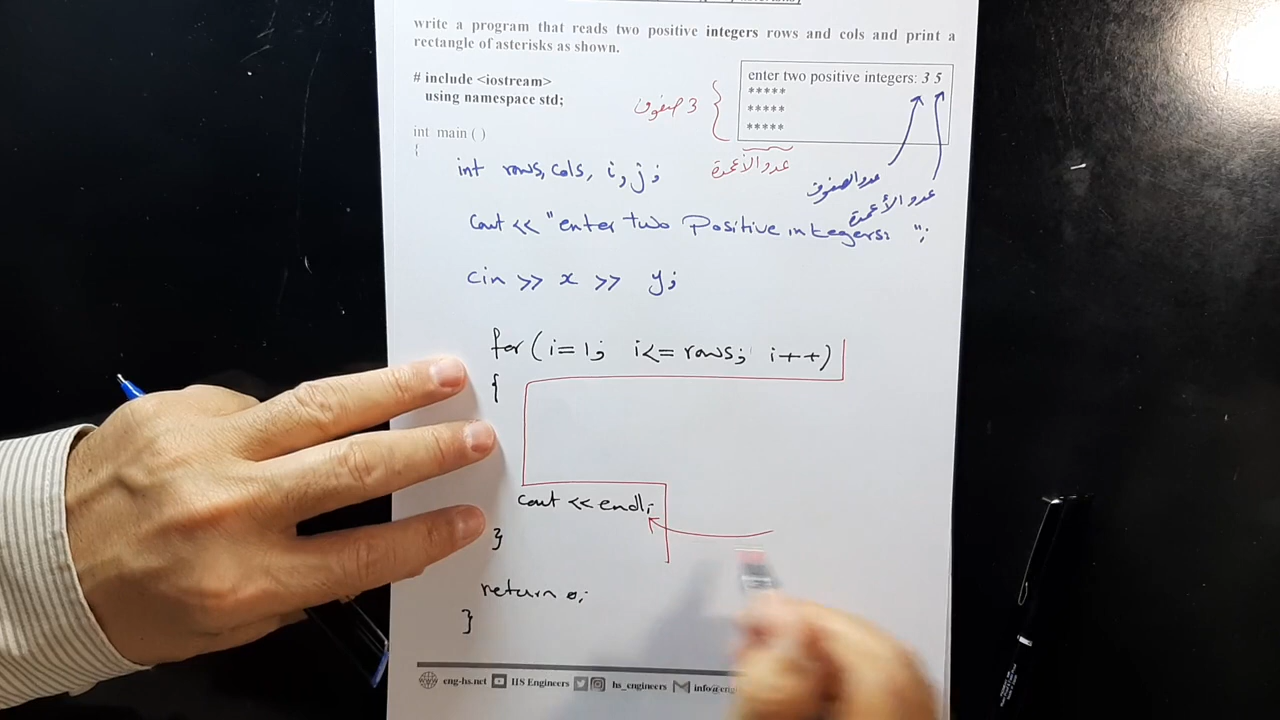 write a program that reads two positive integers rows and cols and print a
rectangle of asterisks as shown.
# include <iostream>
using namespace std;
enter two positive integers: 3 5
*****
*****
*****
3 صفوف
عدد الأعمدة
عدد الصفوف
عدد الأعمدة
int main ( )
{
int rows, cols, i, j;
cout << "enter two Positive integers: ";
cin >> x >> y;
for (i=1; i<=rows; i++)
{
cout << endl;
}
return 0;
}
eng-hs.net HS Engineers hs_engineers